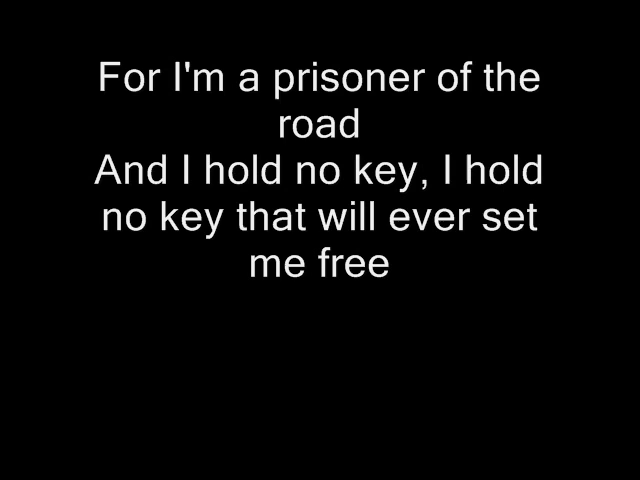 For I'm a prisoner of the
road
And I hold no key, I hold
no key that will ever set
me free